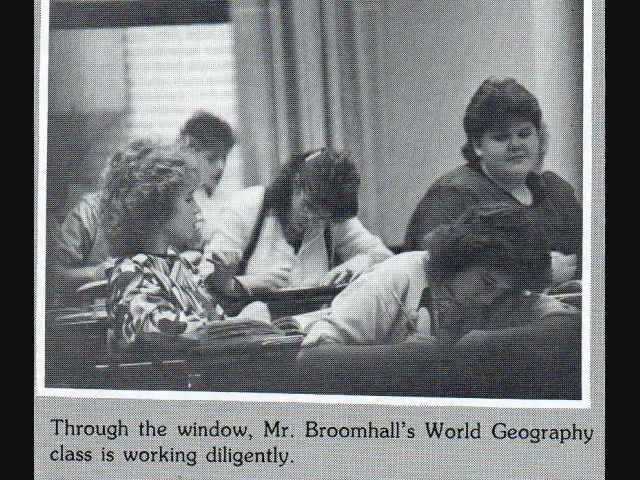 Through the window, Mr. Broomhall's World Geography
class is working diligently.